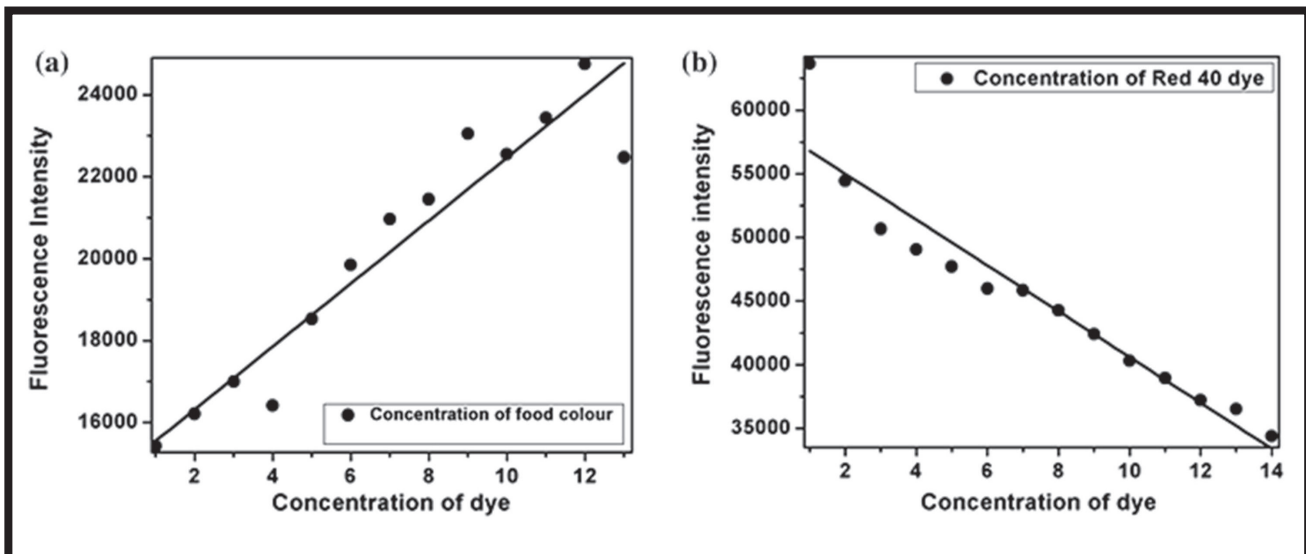 (a)
Fluorescence Intensity
24000
22000
20000
18000
16000
Concentration of food colour
2 4 6 8 10 12
Concentration of dye
(b)
Fluorescence intensity
60000
55000
50000
45000
40000
35000
Concentration of Red 40 dye
2 4 6 8 10 12 14
Concentration of dye